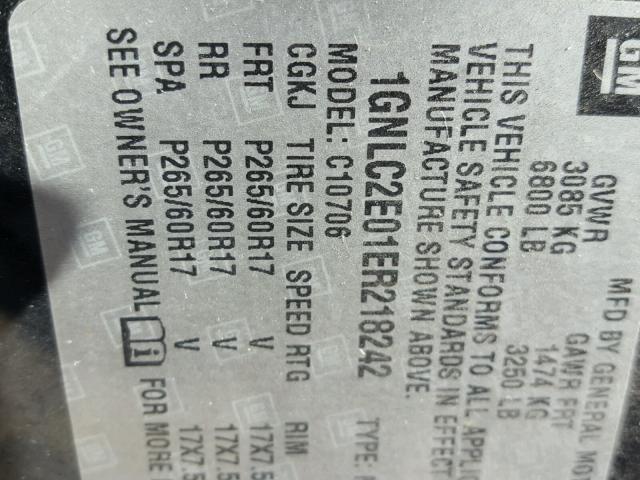 GM
MFD BY GENERAL MO
GVWR GAWR FRT
3085 KG 1474 KG
6800 LB 3250 LB
THIS VEHICLE CONFORMS TO ALL APPLIC
VEHICLE SAFETY STANDARDS IN EFFECT
MANUFACTURE SHOWN ABOVE.
1GNLC2E01ER218242 TYPE:
MODEL: C10706
CGKJ TIRE SIZE SPEED RTG RIM
FRT P265/60R17 V 17X7.5
RR P265/60R17 V 17X7.5
SPA P265/60R17 V 17X7.5
SEE OWNER'S MANUAL FOR MORE